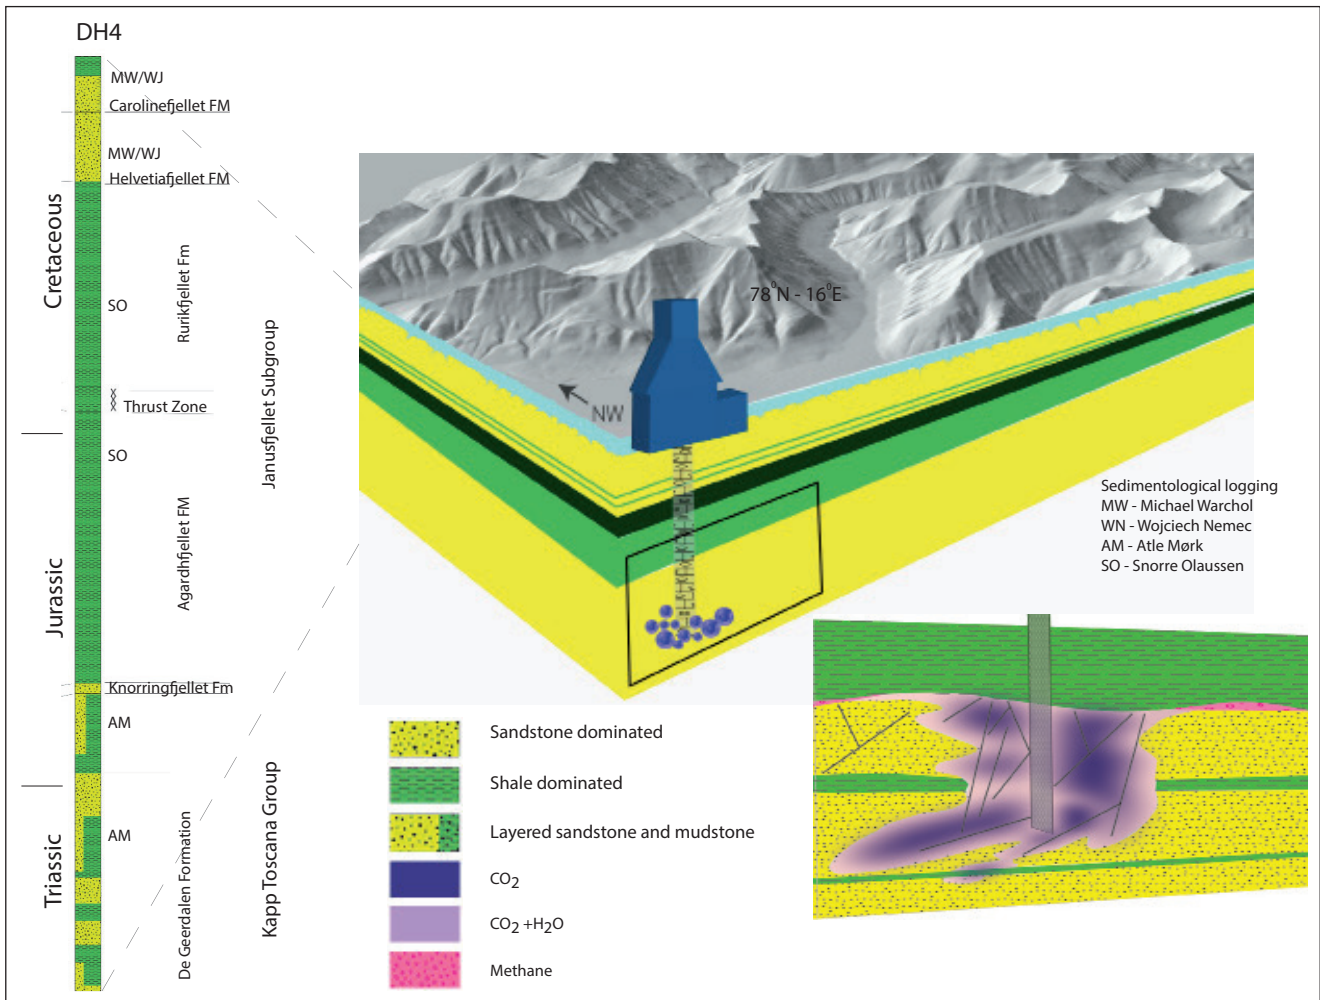 DH4
MW/WJ
Carolinefjellet FM
MW/WJ
Helvetiafjellet FM
Cretaceous
Rurikfjellet Fm
SO
Janusfjellet Subgroup
Thrust Zone
SO
Jurassic
Agardhfjellet FM
Knorringfjellet Fm
AM
Triassic
AM
De Geerdalen Formation
Kapp Toscana Group
78°N - 16°E
NW
Sedimentological logging
MW - Michael Warchol
WN - Wojciech Nemec
AM - Atle Mørk
SO - Snorre Olaussen
Sandstone dominated
Shale dominated
Layered sandstone and mudstone
CO₂
CO₂ +H₂O
Methane